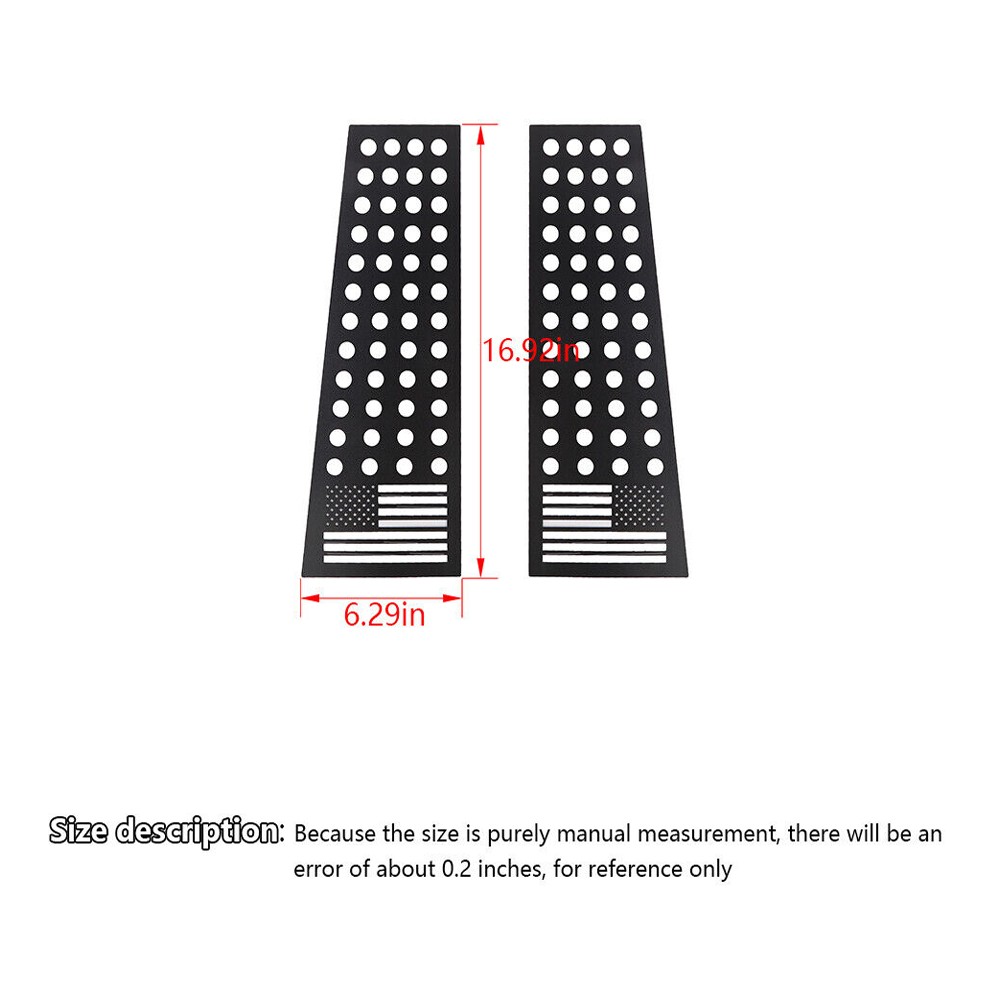 16.92in
6.29in
Size description: Because the size is purely manual measurement, there will be an
error of about 0.2 inches, for reference only